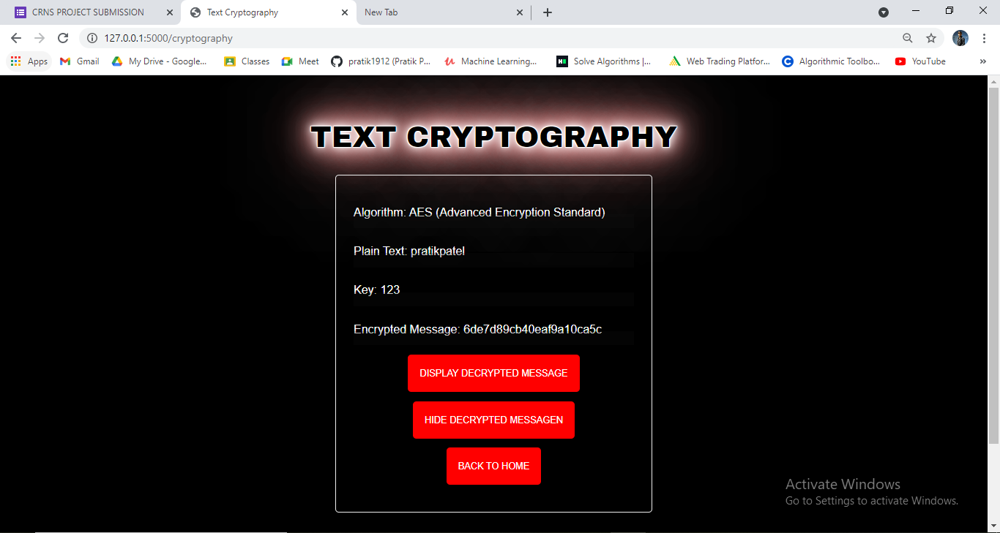 CRNS PROJECT SUBMISSION
Text Cryptography
New Tab
127.0.0.1:5000/cryptography
Apps
Gmail
My Drive - Google...
Classes
Meet
pratik1912 (Pratik P...
Machine Learning...
Solve Algorithms |...
Web Trading Platfor...
Algorithmic Toolbo...
YouTube
»
TEXT CRYPTOGRAPHY
Algorithm: AES (Advanced Encryption Standard)
Plain Text: pratikpatel
Key: 123
Encrypted Message: 6de7d89cb40eaf9a10ca5c
DISPLAY DECRYPTED MESSAGE
HIDE DECRYPTED MESSAGEN
BACK TO HOME
Activate Windows
Go to Settings to activate Windows.